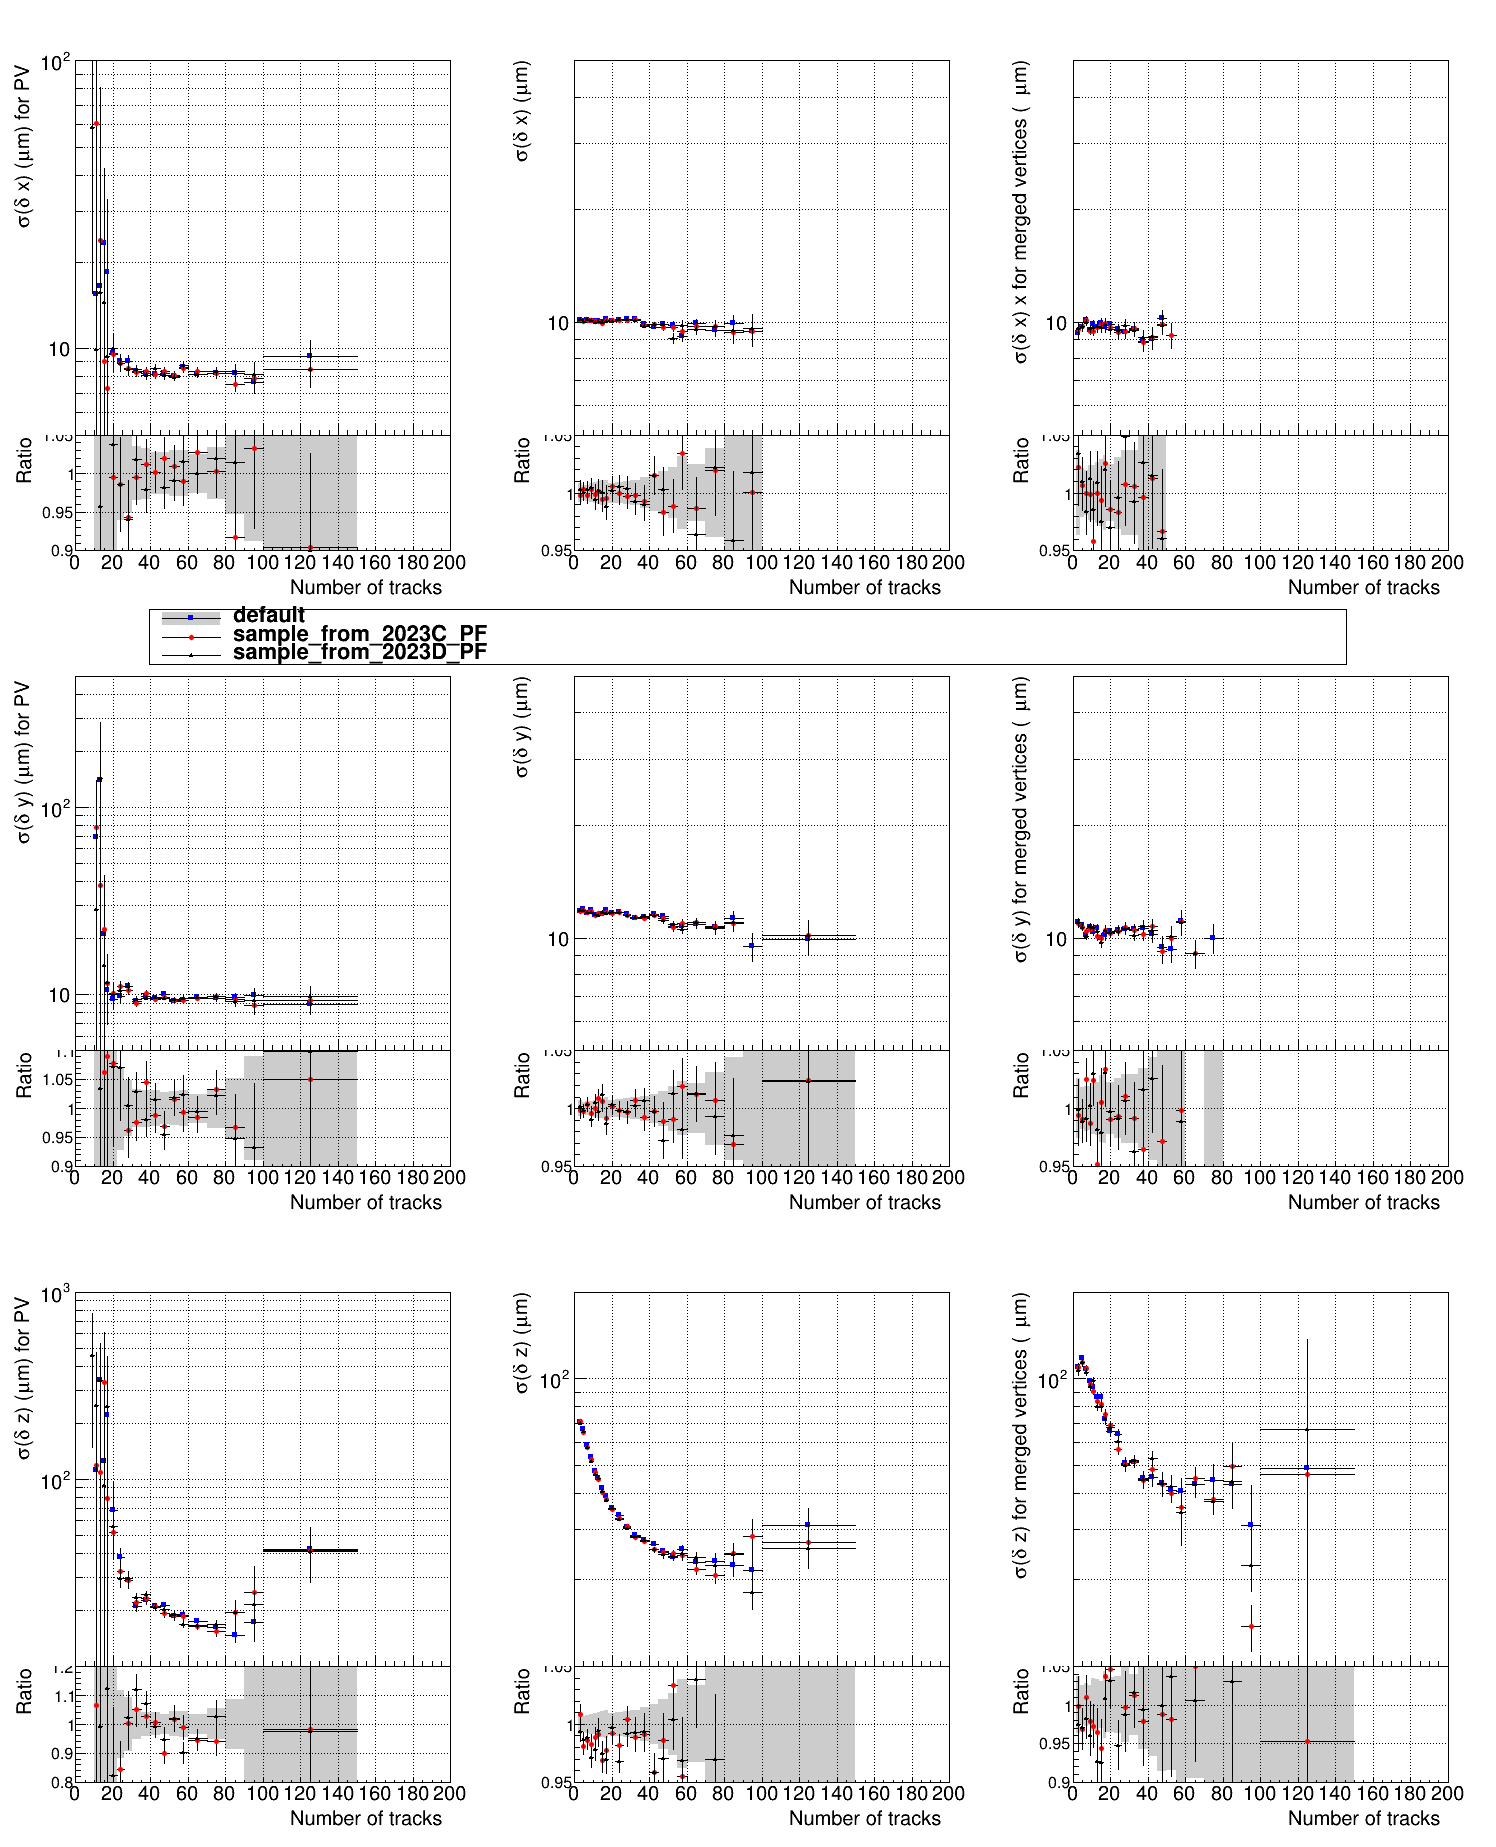 σ(δ x) (μm) for PV
10²
10
Ratio
1.05
1
0.95
0.9
0 20 40 60 80 100 120 140 160 180 200
Number of tracks
σ(δ x) (μm)
10
Ratio
1.05
1
0.95
0 20 40 60 80 100 120 140 160 180 200
Number of tracks
σ(δ x) x for merged vertices ( μm)
10
Ratio
1.05
1
0.95
0 20 40 60 80 100 120 140 160 180 200
Number of tracks
default
sample_from_2023C_PF
sample_from_2023D_PF
σ(δ y) (μm) for PV
10²
10
Ratio
1.1
1.05
1
0.95
0.9
0 20 40 60 80 100 120 140 160 180 200
Number of tracks
σ(δ y) (μm)
10
Ratio
1.05
1
0.95
0 20 40 60 80 100 120 140 160 180 200
Number of tracks
σ(δ y) for merged vertices ( μm)
10
Ratio
1.05
1
0.95
0 20 40 60 80 100 120 140 160 180 200
Number of tracks
σ(δ z) (μm) for PV
10³
10²
Ratio
1.2
1.1
1
0.9
0.8
0 20 40 60 80 100 120 140 160 180 200
Number of tracks
σ(δ z) (μm)
10²
Ratio
1.05
1
0.95
0 20 40 60 80 100 120 140 160 180 200
Number of tracks
σ(δ z) for merged vertices ( μm)
10²
Ratio
1.05
1
0.95
0.9
0 20 40 60 80 100 120 140 160 180 200
Number of tracks